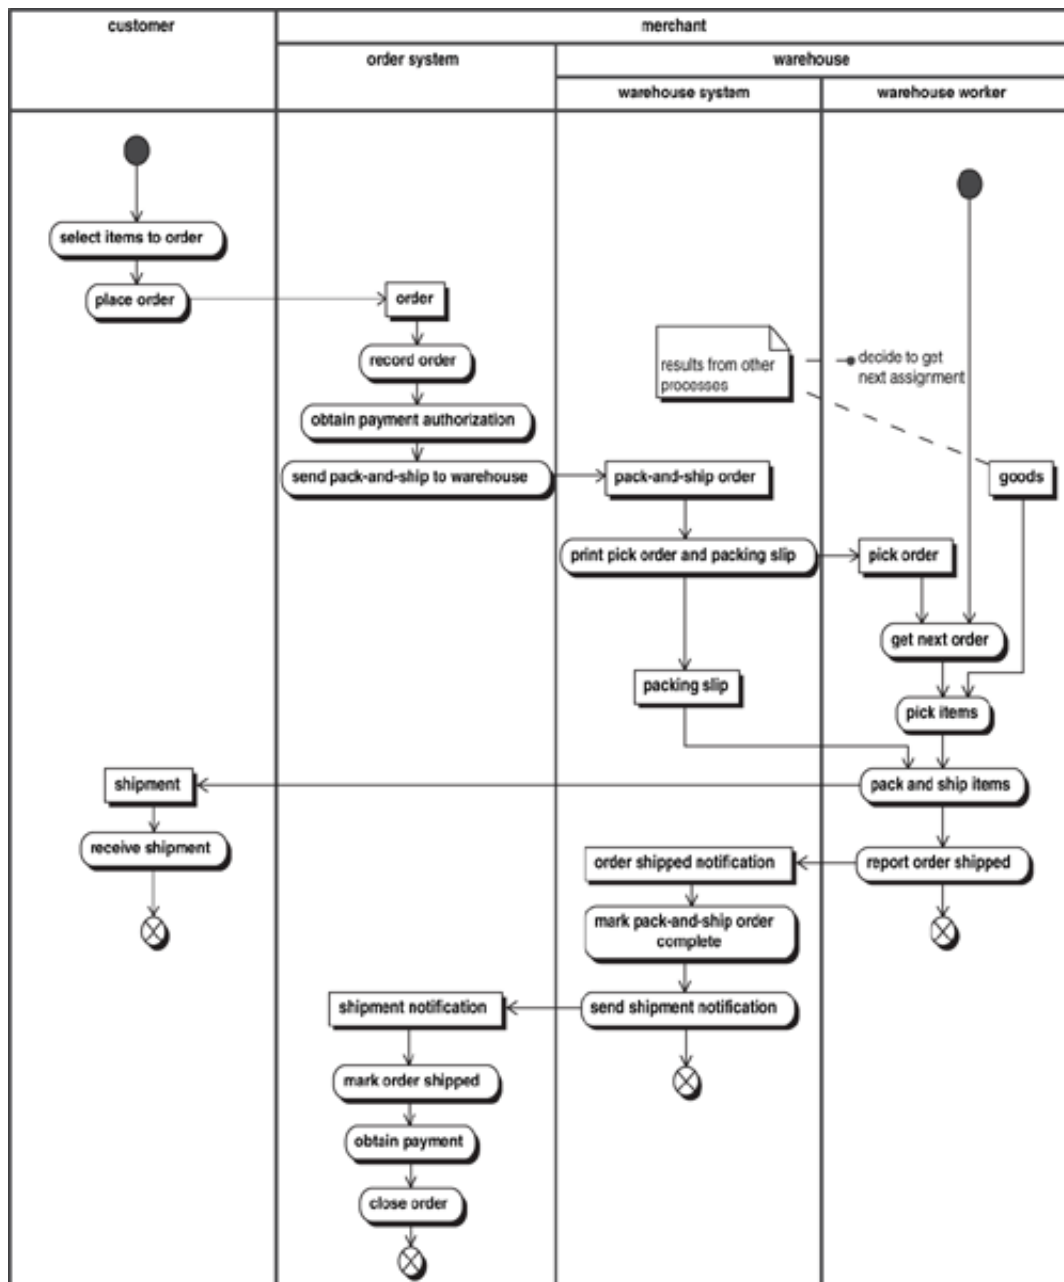 customer
merchant
order system
warehouse
warehouse system
warehouse worker
select items to order
place order
order
record order
results from other
processes
decide to get
next assignment
obtain payment authorization
send pack-and-ship to warehouse
pack-and-ship order
goods
print pick order and packing slip
pick order
get next order
packing slip
pick items
shipment
pack and ship items
receive shipment
order shipped notification
report order shipped
mark pack-and-ship order
complete
shipment notification
send shipment notification
mark order shipped
obtain payment
close order